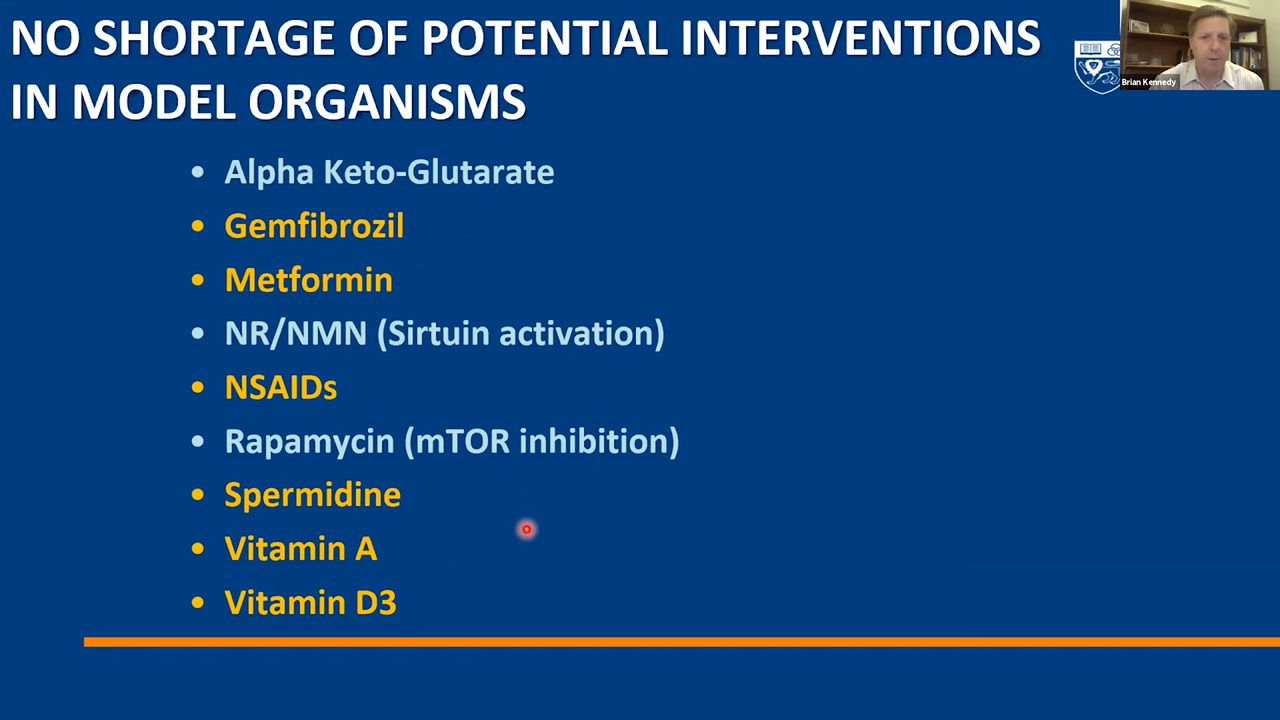 NO SHORTAGE OF POTENTIAL INTERVENTIONS
IN MODEL ORGANISMS
Brian Kennedy
• Alpha Keto-Glutarate
• Gemfibrozil
• Metformin
• NR/NMN (Sirtuin activation)
• NSAIDs
• Rapamycin (mTOR inhibition)
• Spermidine
• Vitamin A
• Vitamin D3